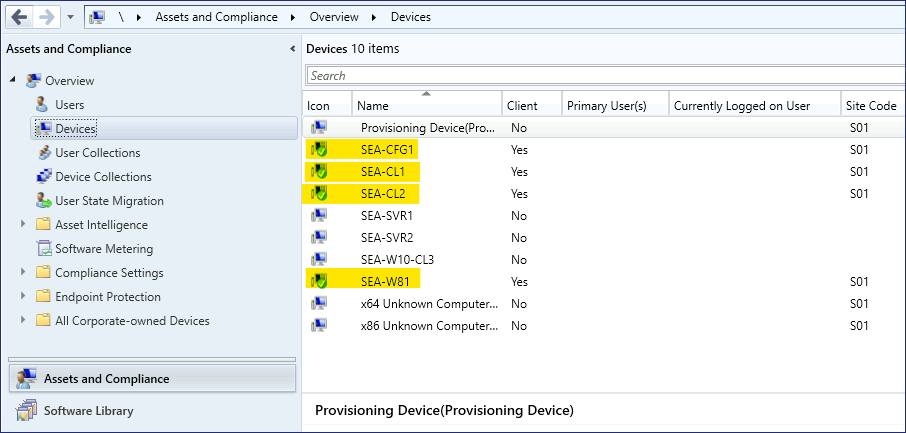 \ ▸ Assets and Compliance ▸ Overview ▸ Devices ▸
Assets and Compliance
Overview
Users
Devices
User Collections
Device Collections
User State Migration
Asset Intelligence
Software Metering
Compliance Settings
Endpoint Protection
All Corporate-owned Devices
Assets and Compliance
Software Library
Devices 10 items
Search
Icon Name Client Primary User(s) Currently Logged on User Site Code
Provisioning Device(Pro... No S01
SEA-CFG1 Yes S01
SEA-CL1 Yes S01
SEA-CL2 Yes S01
SEA-SVR1 No
SEA-SVR2 No
SEA-W10-CL3 No
SEA-W81 Yes S01
x64 Unknown Computer... No S01
x86 Unknown Computer... No S01
Provisioning Device(Provisioning Device)